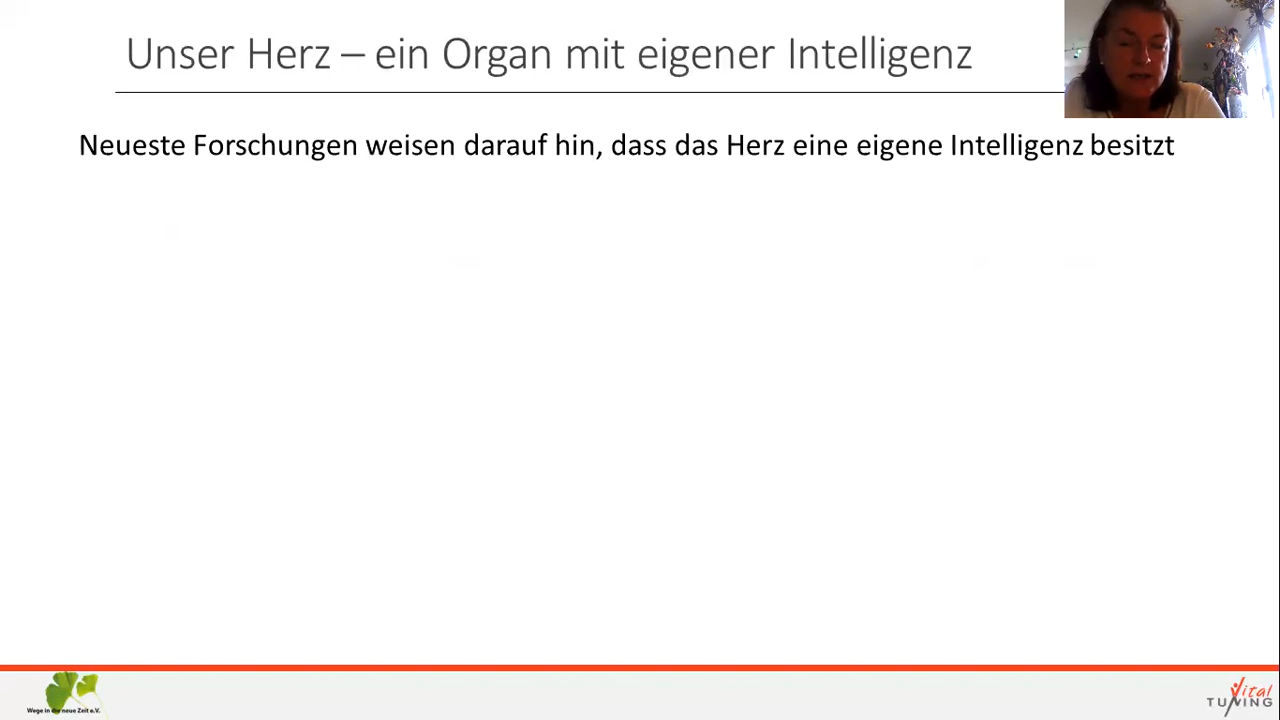 Unser Herz – ein Organ mit eigener Intelligenz
Neueste Forschungen weisen darauf hin, dass das Herz eine eigene Intelligenz besitzt
Wege in die neue Zeit e.V.
Vital
TUNING